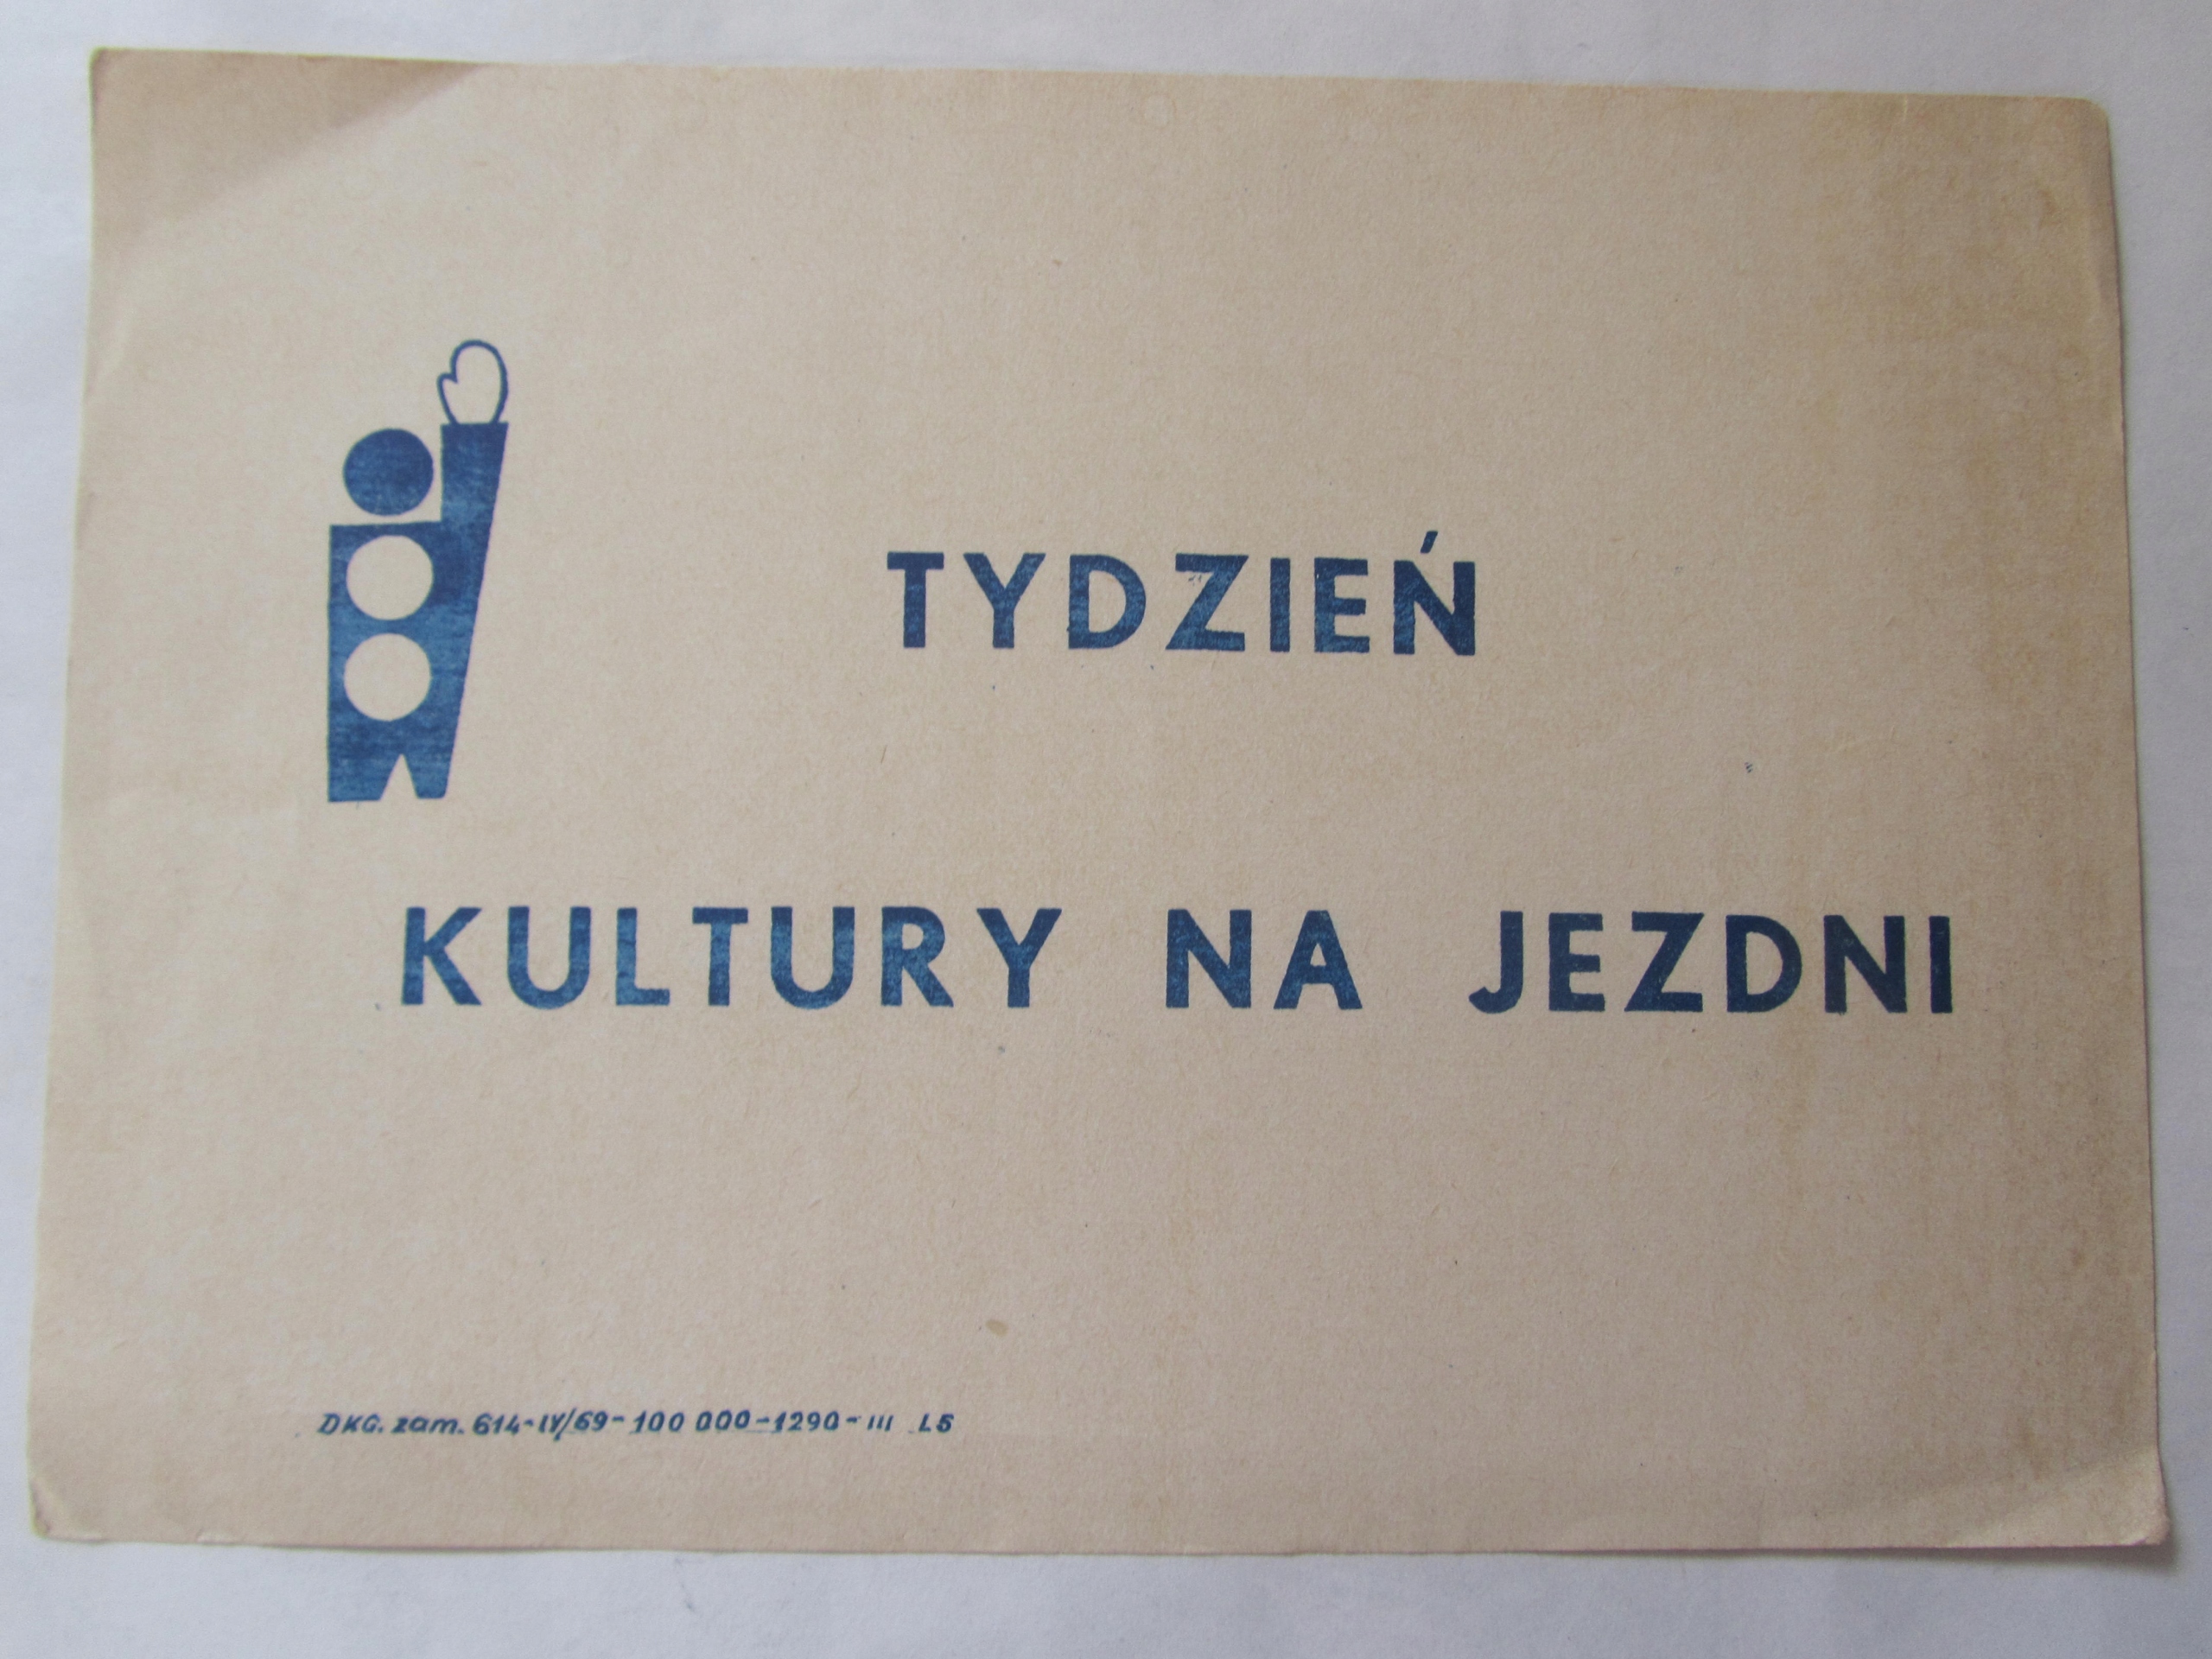 TYDZIEŃ
KULTURY NA JEZDNI
DKG. zam. 614-IV/69-100 000-1290-III L5